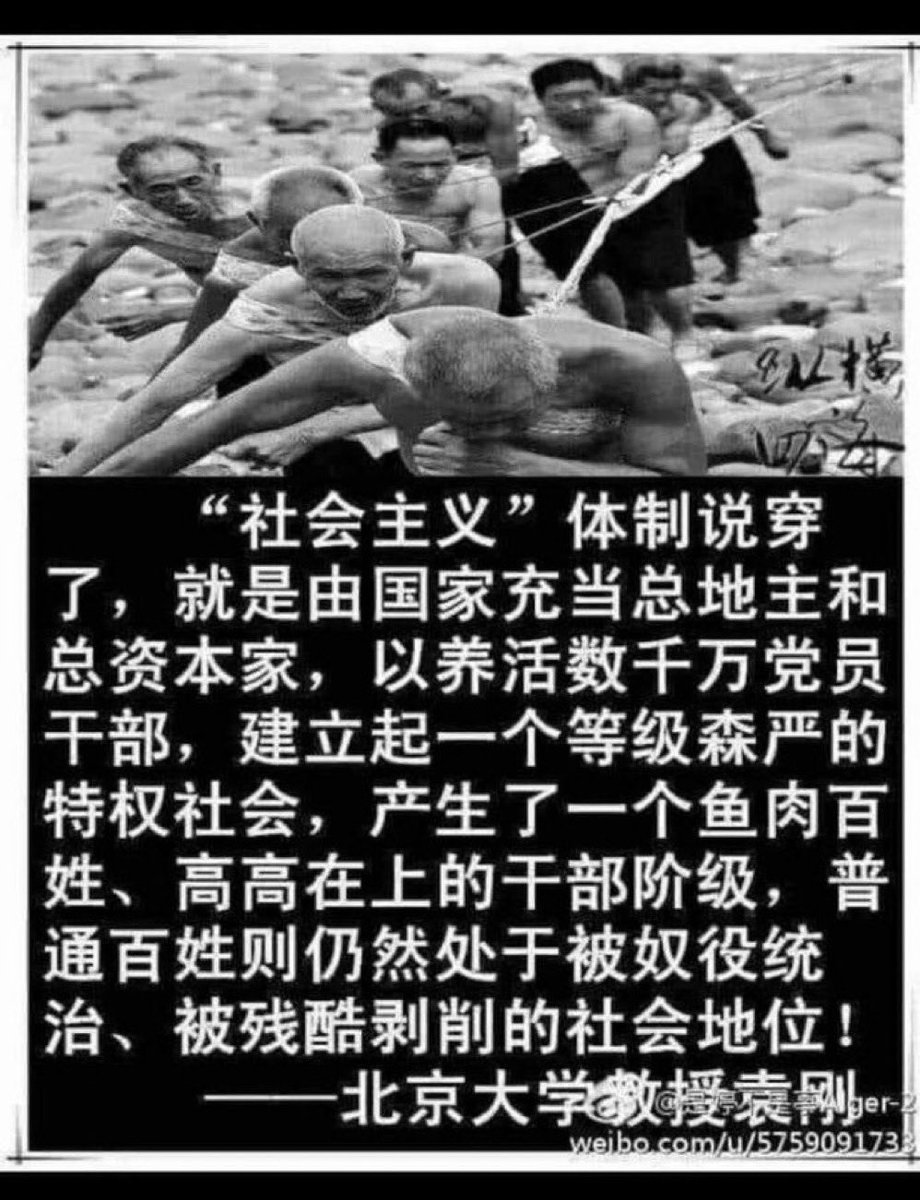 纵横
四海
“社会主义”体制说穿
了，就是由国家充当总地主和
总资本家，以养活数千万党员
干部，建立起一个等级森严的
特权社会，产生了一个鱼肉百
姓、高高在上的干部阶级，普
通百姓则仍然处于被奴役统
治、被残酷剥削的社会地位！
——北京大学教授袁刚
weibo.com/u/5759091733